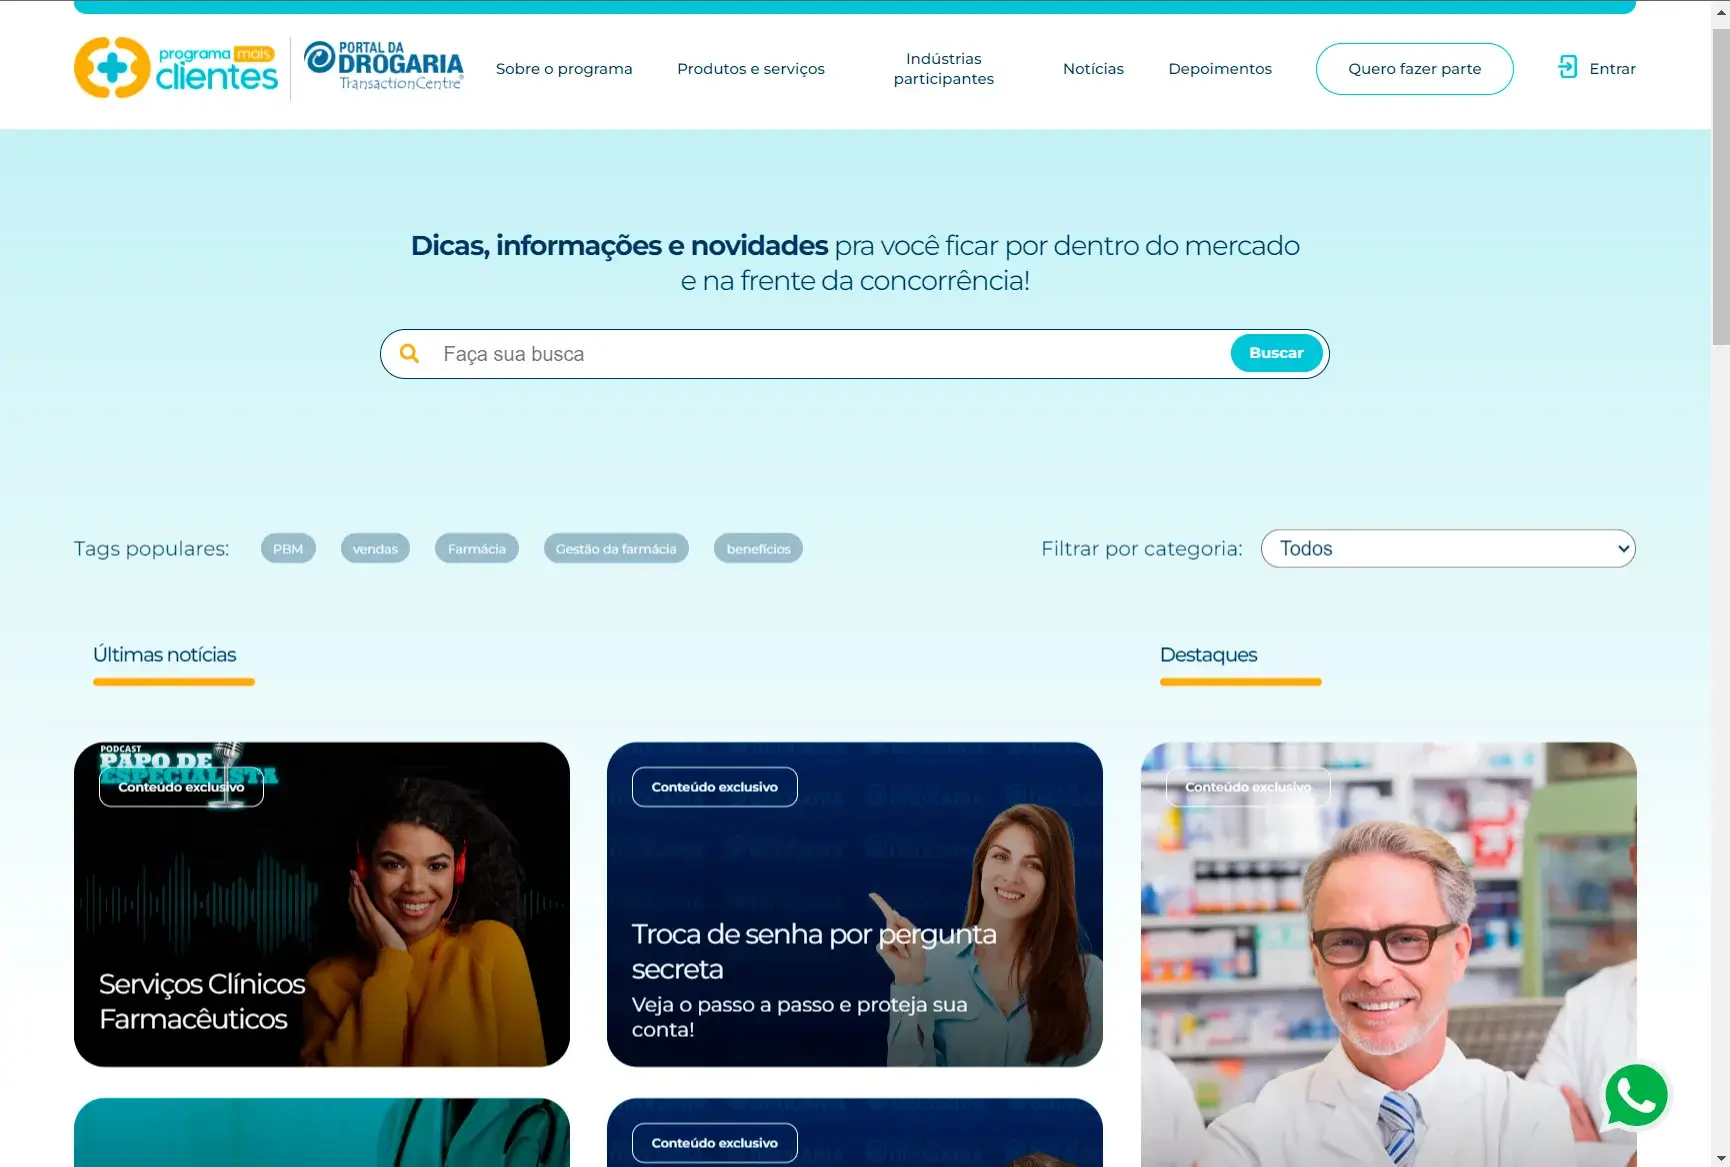 programa mais
clientes
PORTAL DA
DROGARIA
TransactionCentre
Sobre o programa
Produtos e serviços
Indústrias
participantes
Notícias
Depoimentos
Quero fazer parte
Entrar
Dicas, informações e novidades pra você ficar por dentro do mercado
e na frente da concorrência!
Faça sua busca
Buscar
Tags populares:
PBM
vendas
Farmácia
Gestão da farmácia
benefícios
Filtrar por categoria:
Todos
Últimas notícias
Destaques
PODCAST
PAPO DE
ESPECIALISTA
Conteúdo exclusivo
Serviços Clínicos
Farmacêuticos
Conteúdo exclusivo
Troca de senha por pergunta
secreta
Veja o passo a passo e proteja sua
conta!
Conteúdo exclusivo
Conteúdo exclusivo